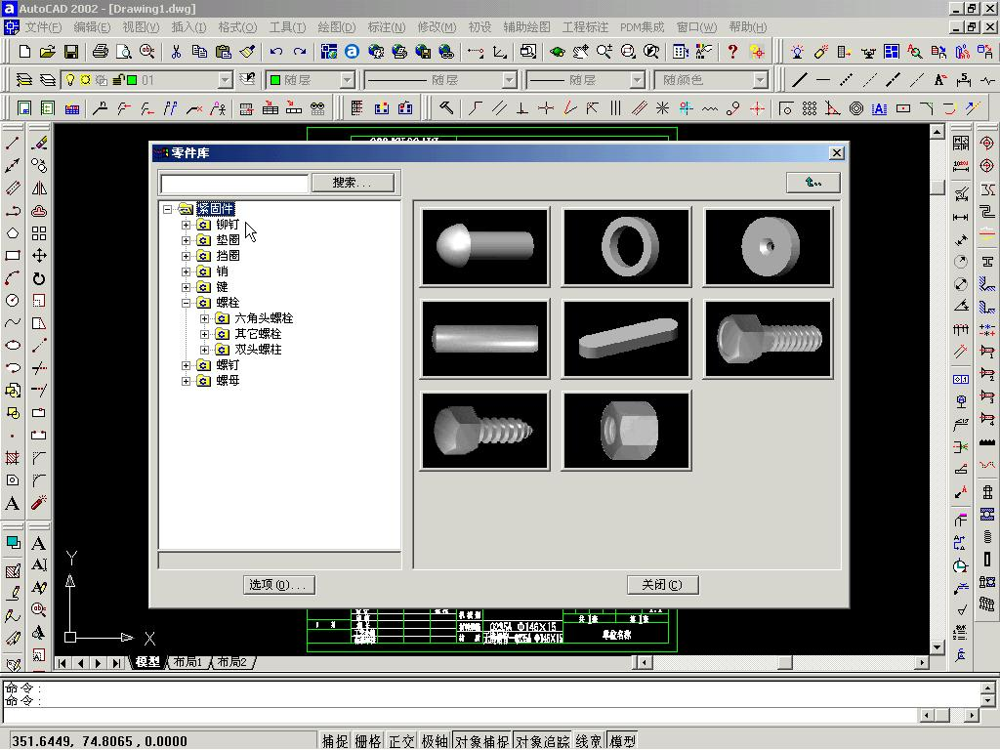 AutoCAD 2002 - [Drawing1.dwg]
文件(F) 编辑(E) 视图(V) 插入(I) 格式(O) 工具(T) 绘图(D) 标注(N) 修改(M) 初设 辅助绘图 工程标注 PDM集成 窗口(W) 帮助(H)
01 随层 随层 随层 随颜色
零件库
搜索...
紧固件
铆钉
垫圈
挡圈
销
键
螺栓
六角头螺栓
其它螺栓
双头螺柱
螺钉
螺母
选项(O)... 关闭(C)
Y
X
Q235A Φ146X15
单位名称
模型 布局1 布局2
命令:
命令:
351.6449, 74.8065 , 0.0000 捕捉 栅格 正交 极轴 对象捕捉 对象追踪 线宽 模型